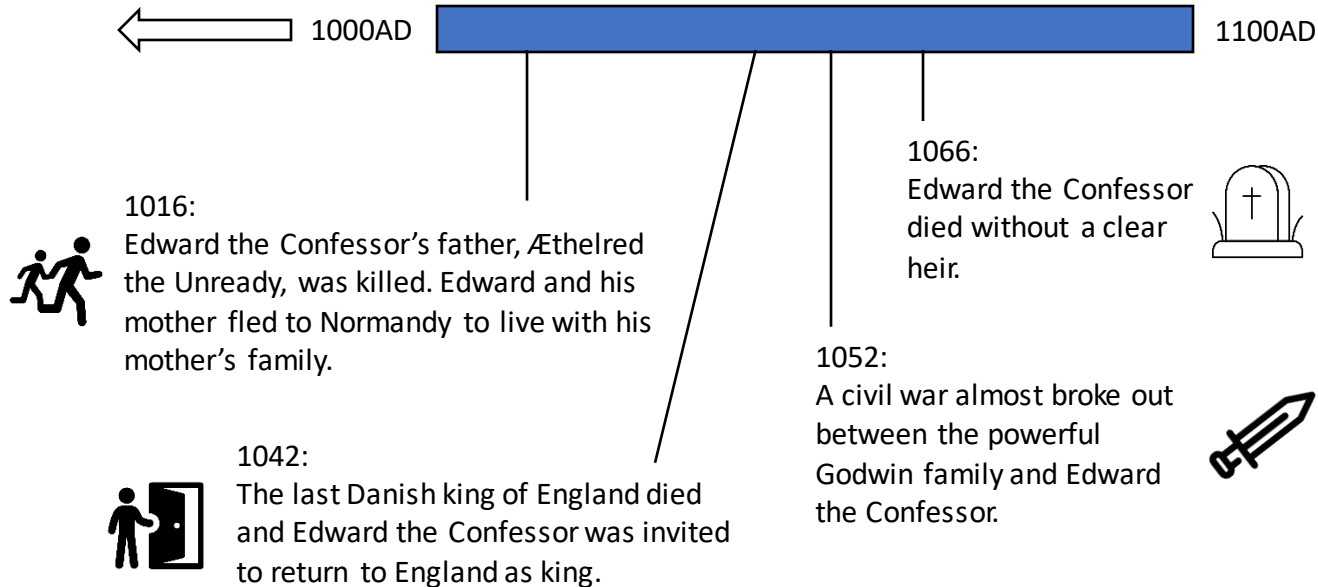 1000AD
1100AD
1016:
Edward the Confessor’s father, Æthelred
the Unready, was killed. Edward and his
mother fled to Normandy to live with his
mother’s family.
1042:
The last Danish king of England died
and Edward the Confessor was invited
to return to England as king.
1052:
A civil war almost broke out
between the powerful
Godwin family and Edward
the Confessor.
1066:
Edward the Confessor
died without a clear
heir.